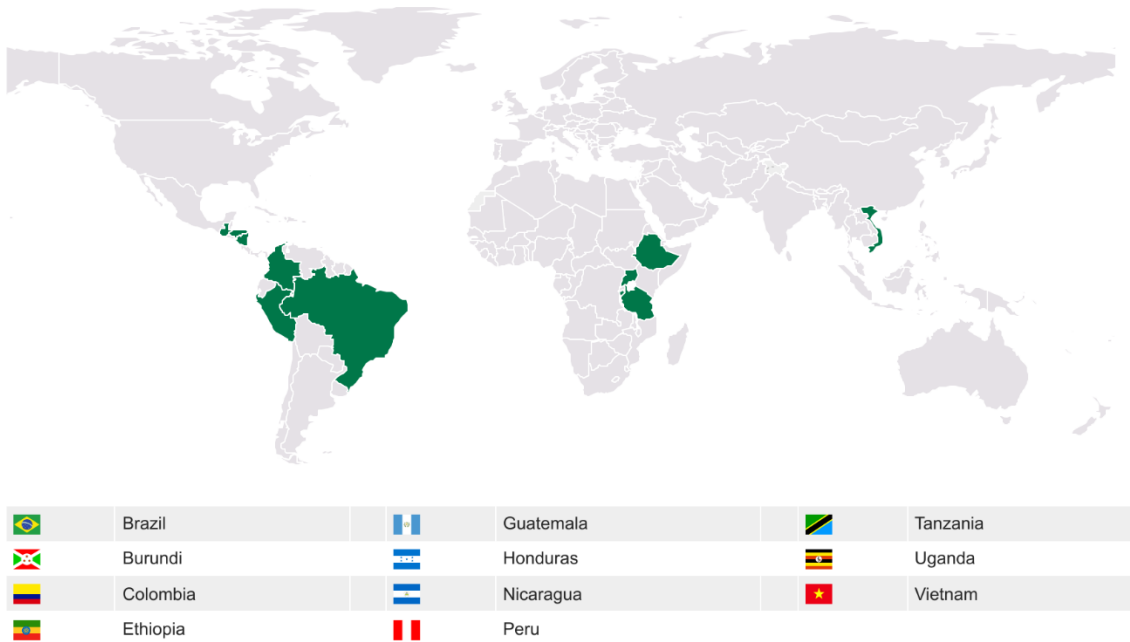 Brazil Guatemala Tanzania
Burundi Honduras Uganda
Colombia Nicaragua Vietnam
Ethiopia Peru